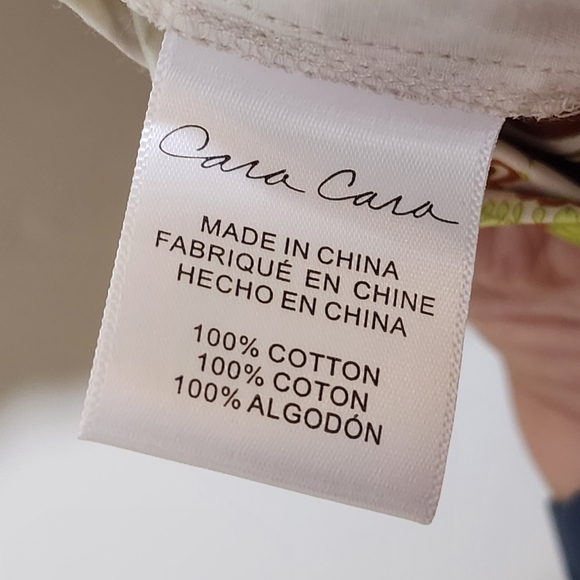 Cara Cara
MADE IN CHINA
FABRIQUÉ EN CHINE
HECHO EN CHINA
100% COTTON
100% COTON
100% ALGODÓN